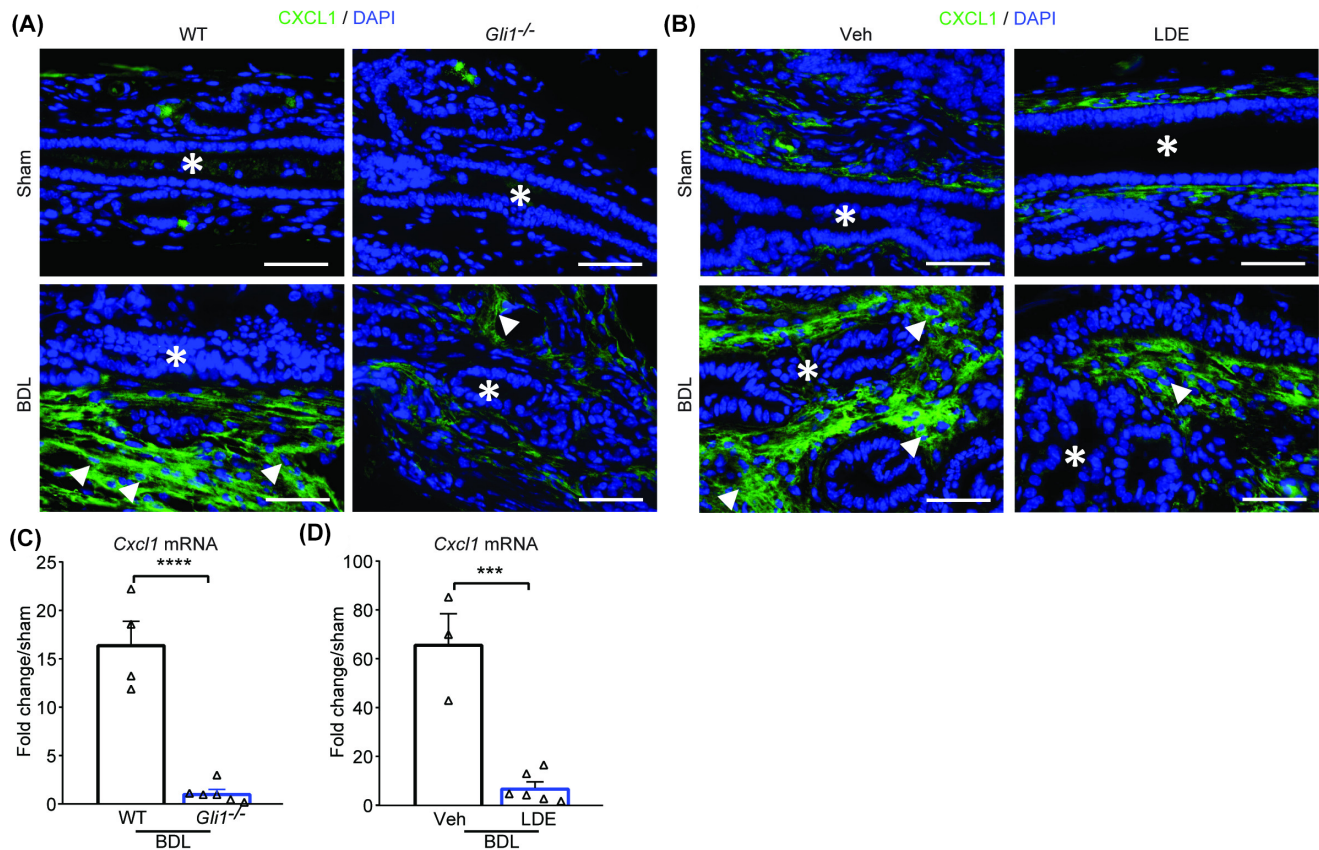 (A)
CXCL1 / DAPI
WT
Gli1-/-
Sham
BDL
(B)
CXCL1 / DAPI
Veh
LDE
Sham
BDL
(C)
Cxcl1 mRNA
****
Fold change/sham
25
20
15
10
5
0
WT
Gli1-/-
BDL
(D)
Cxcl1 mRNA
***
Fold change/sham
100
80
60
40
20
0
Veh
LDE
BDL